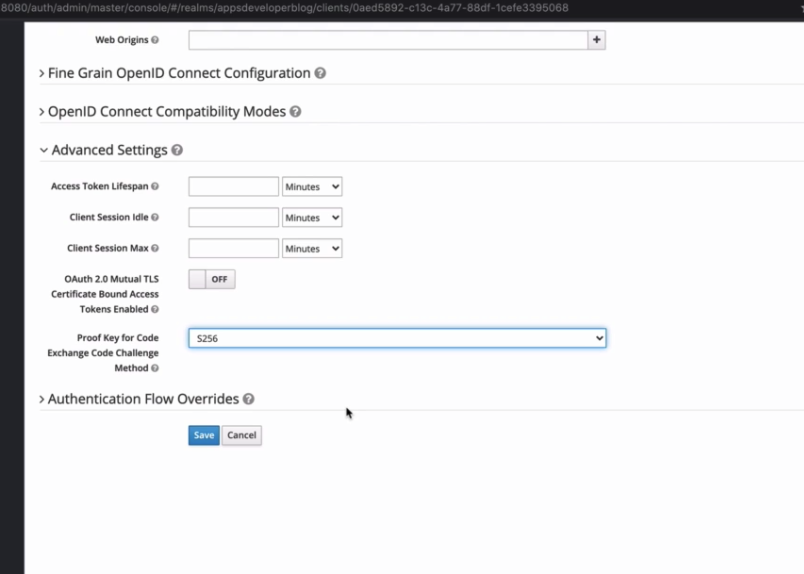 8080/auth/admin/master/console/#/realms/appsdeveloperblog/clients/0aed5892-c13c-4a77-88df-1cefe3395068
Web Origins
+
Fine Grain OpenID Connect Configuration
OpenID Connect Compatibility Modes
Advanced Settings
Access Token Lifespan
Minutes
Client Session Idle
Minutes
Client Session Max
Minutes
OAuth 2.0 Mutual TLS
Certificate Bound Access
Tokens Enabled
OFF
Proof Key for Code
Exchange Code Challenge
Method
S256
Authentication Flow Overrides
Save Cancel